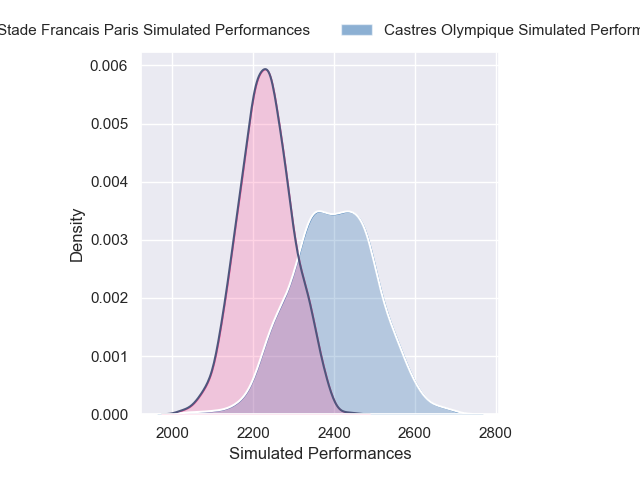 Stade Francais Paris Simulated Performances Castres Olympique Simulated
0.006
0.005
0.004
0.003
0.002
0.001
0.000
Density
2000 2200 2400 2600 2800
Simulated Performances